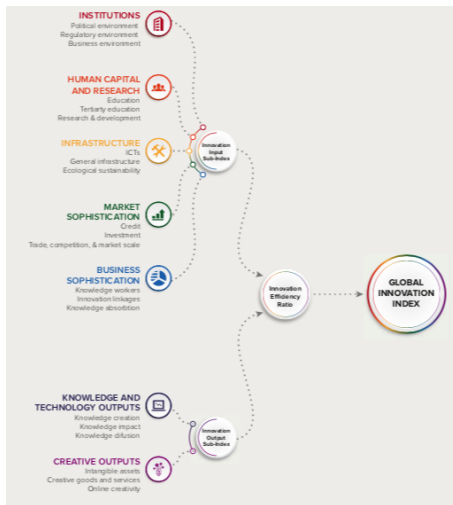 INSTITUTIONS
Political environment
Regulatory environment
Business environment
HUMAN CAPITAL
AND RESEARCH
Education
Tertiarty education
Research & development
INFRASTRUCTURE
ICTs
General infrastructure
Ecological sustainability
Innovation
Input
Sub-Index
MARKET
SOPHISTICATION
Credit
Investment
Trade, competition, & market scale
BUSINESS
SOPHISTICATION
Knowledge workers
Innovation linkages
Knowledge absorbtion
Innovation
Efficiency
Ratio
GLOBAL
INNOVATION
INDEX
KNOWLEDGE AND
TECHNOLOGY OUTPUTS
Knowledge creation
Knowledge impact
Knowledge difusion
Innovation
Output
Sub-Index
CREATIVE OUTPUTS
Intangible assets
Creative goods and services
Online creativity